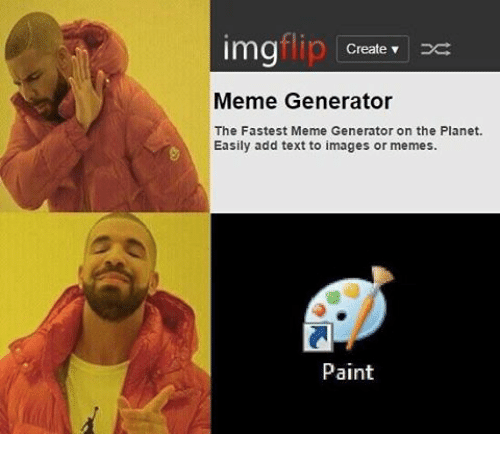 imgflip Create ▼
Meme Generator
The Fastest Meme Generator on the Planet.
Easily add text to images or memes.
Paint